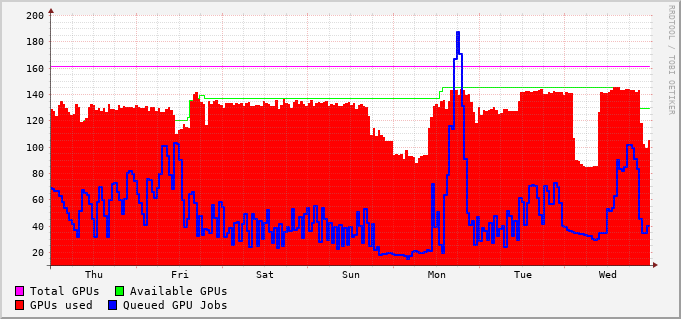 200
180
160
140
120
100
80
60
40
20
Thu Fri Sat Sun Mon Tue Wed
Total GPUs Available GPUs
GPUs used Queued GPU Jobs
RRDTOOL / TOBI OETIKER